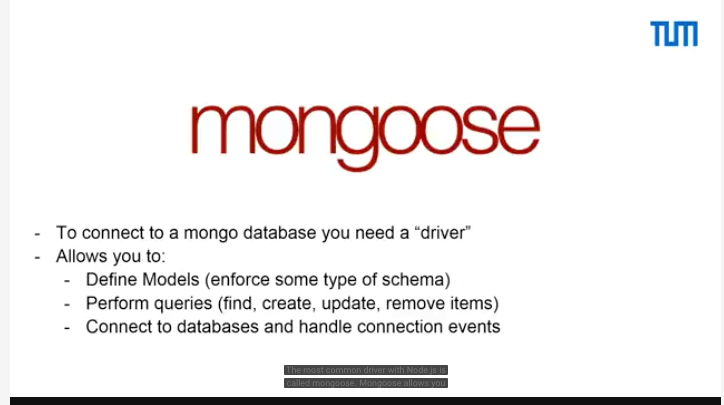 TUM
mongoose
- To connect to a mongo database you need a “driver”
- Allows you to:
- Define Models (enforce some type of schema)
- Perform queries (find, create, update, remove items)
- Connect to databases and handle connection events
The most common driver with Node.js is
called mongoose. Mongoose allows you